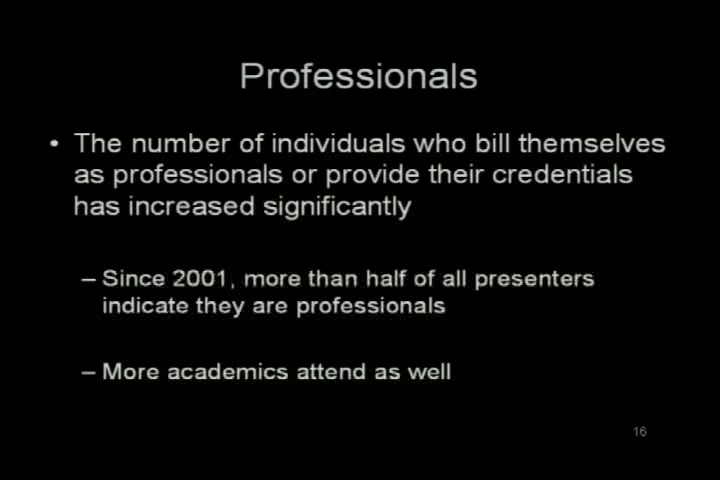 Professionals
• The number of individuals who bill themselves
as professionals or provide their credentials
has increased significantly
– Since 2001, more than half of all presenters
indicate they are professionals
– More academics attend as well
16